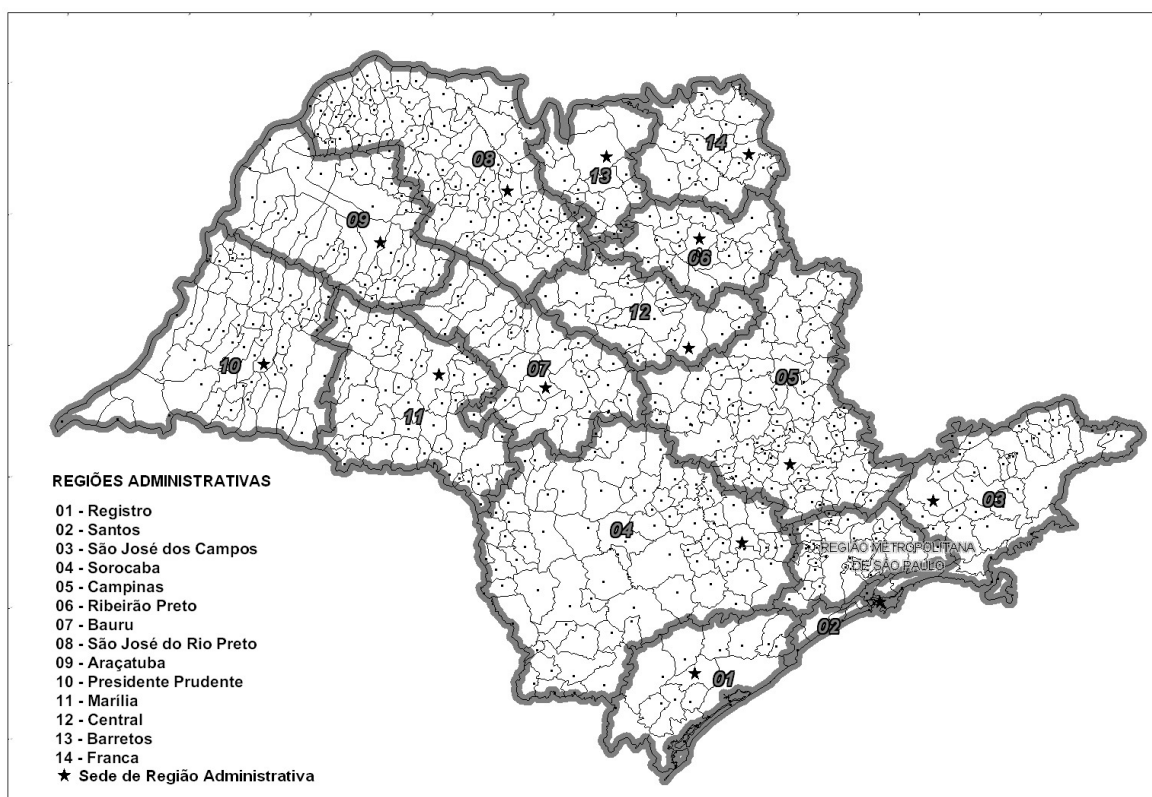 08
14
13
09
06
12
10
07
05
11
03
04
REGIÃO METROPOLITANA
DE SÃO PAULO
02
01
REGIÕES ADMINISTRATIVAS
01 - Registro
02 - Santos
03 - São José dos Campos
04 - Sorocaba
05 - Campinas
06 - Ribeirão Preto
07 - Bauru
08 - São José do Rio Preto
09 - Araçatuba
10 - Presidente Prudente
11 - Marília
12 - Central
13 - Barretos
14 - Franca
★ Sede de Região Administrativa